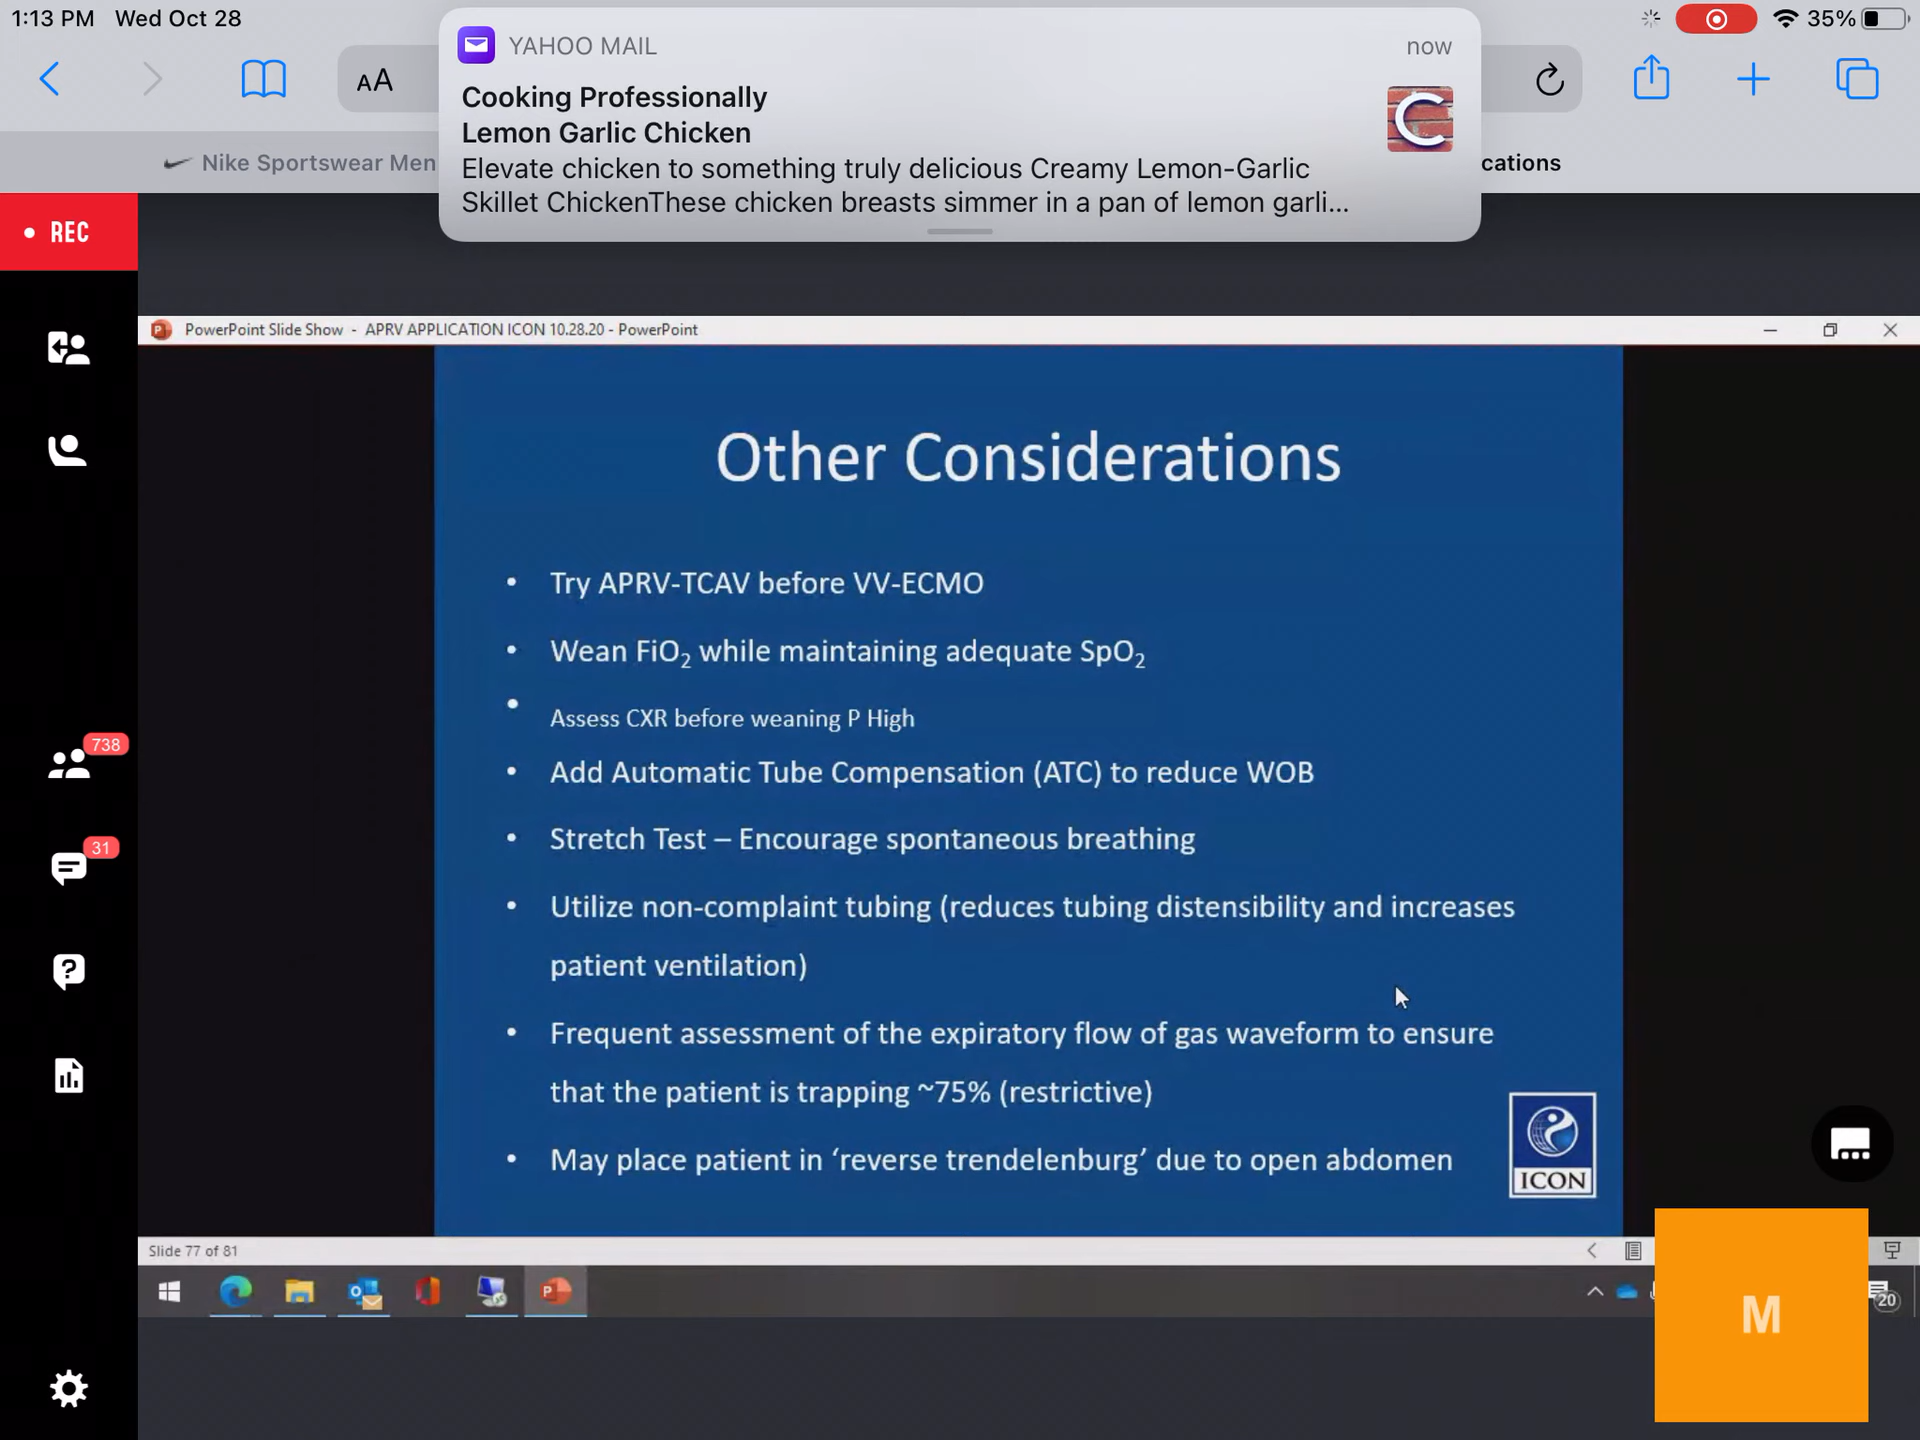 1:13 PM Wed Oct 28
35%
YAHOO MAIL
now
Cooking Professionally
Lemon Garlic Chicken
Elevate chicken to something truly delicious Creamy Lemon-Garlic
Skillet ChickenThese chicken breasts simmer in a pan of lemon garli...
C
AA
Nike Sportswear Men
cations
• REC
PowerPoint Slide Show - APRV APPLICATION ICON 10.28.20 - PowerPoint
Other Considerations
• Try APRV-TCAV before VV-ECMO
• Wean FiO₂ while maintaining adequate SpO₂
• Assess CXR before weaning P High
• Add Automatic Tube Compensation (ATC) to reduce WOB
• Stretch Test – Encourage spontaneous breathing
• Utilize non-complaint tubing (reduces tubing distensibility and increases
patient ventilation)
• Frequent assessment of the expiratory flow of gas waveform to ensure
that the patient is trapping ~75% (restrictive)
• May place patient in ‘reverse trendelenburg’ due to open abdomen
ICON
738
31
Slide 77 of 81
20
M